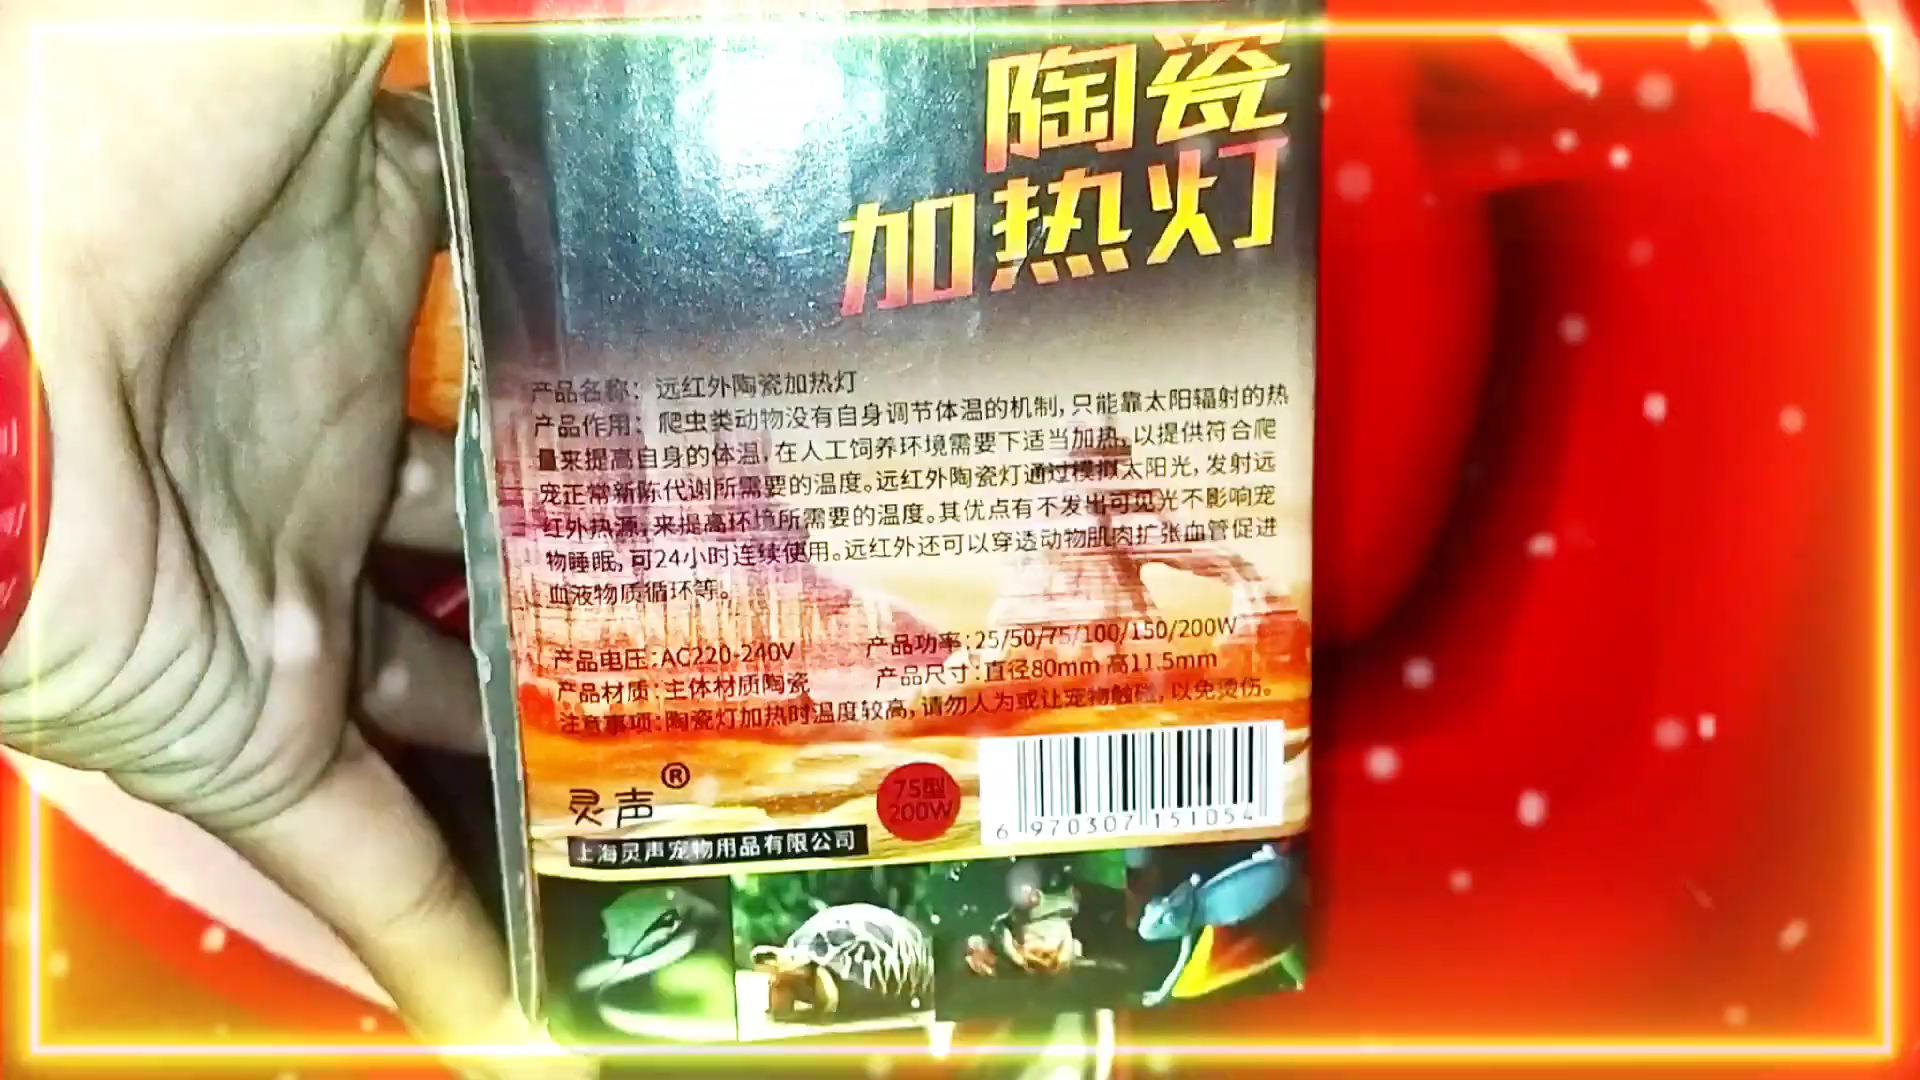 陶瓷
加热灯
产品名称：远红外陶瓷加热灯
产品作用：爬虫类动物没有自身调节体温的机制，只能靠太阳辐射的热
量来提高自身的体温，在人工饲养环境需要下适当加热，以提供符合爬
宠正常新陈代谢所需要的温度。远红外陶瓷灯通过模拟太阳光，发射远
红外热源，来提高环境所需要的温度。其优点有不发出可见光不影响宠
物睡眠，可24小时连续使用。远红外还可以穿透动物肌肉扩张血管促进
血液物质循环等。
产品电压：AC220-240V 产品功率：25/50/75/100/150/200W
产品材质：主体材质陶瓷 产品尺寸：直径80mm 高11.5mm
注意事项：陶瓷灯加热时温度较高，请勿人为或让宠物触碰，以免烫伤。
灵声®
75型
200W
6 970307 151054
上海灵声宠物用品有限公司